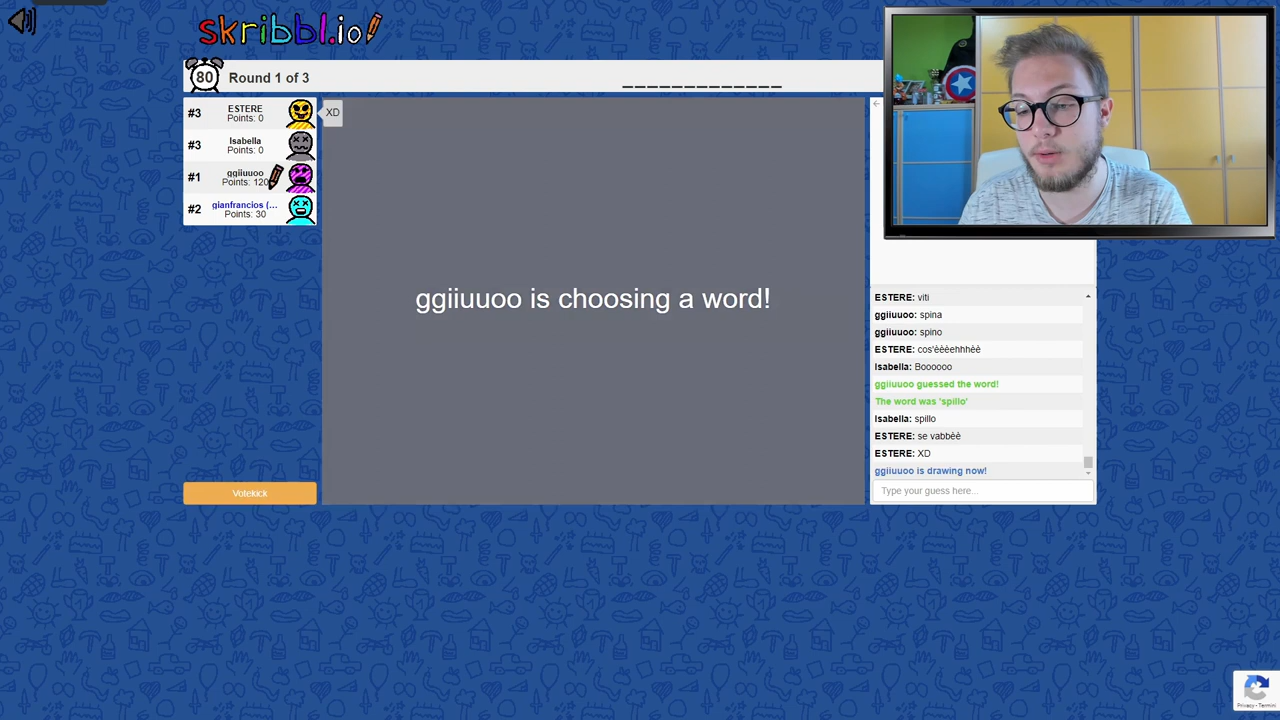 skribbl.io
80
Round 1 of 3
_____________
#3
ESTERE
Points: 0
XD
#3
Isabella
Points: 0
#1
ggiiuuoo
Points: 120
#2
gianfrancios (...
Points: 30
ggiiuuoo is choosing a word!
Votekick
ESTERE: viti
ggiiuuoo: spina
ggiiuuoo: spino
ESTERE: cos'èèèehhhèè
Isabella: Boooooo
ggiiuuoo guessed the word!
The word was 'spillo'
Isabella: spillo
ESTERE: se vabbèè
ESTERE: XD
ggiiuuoo is drawing now!
Type your guess here...
Privacy - Termini